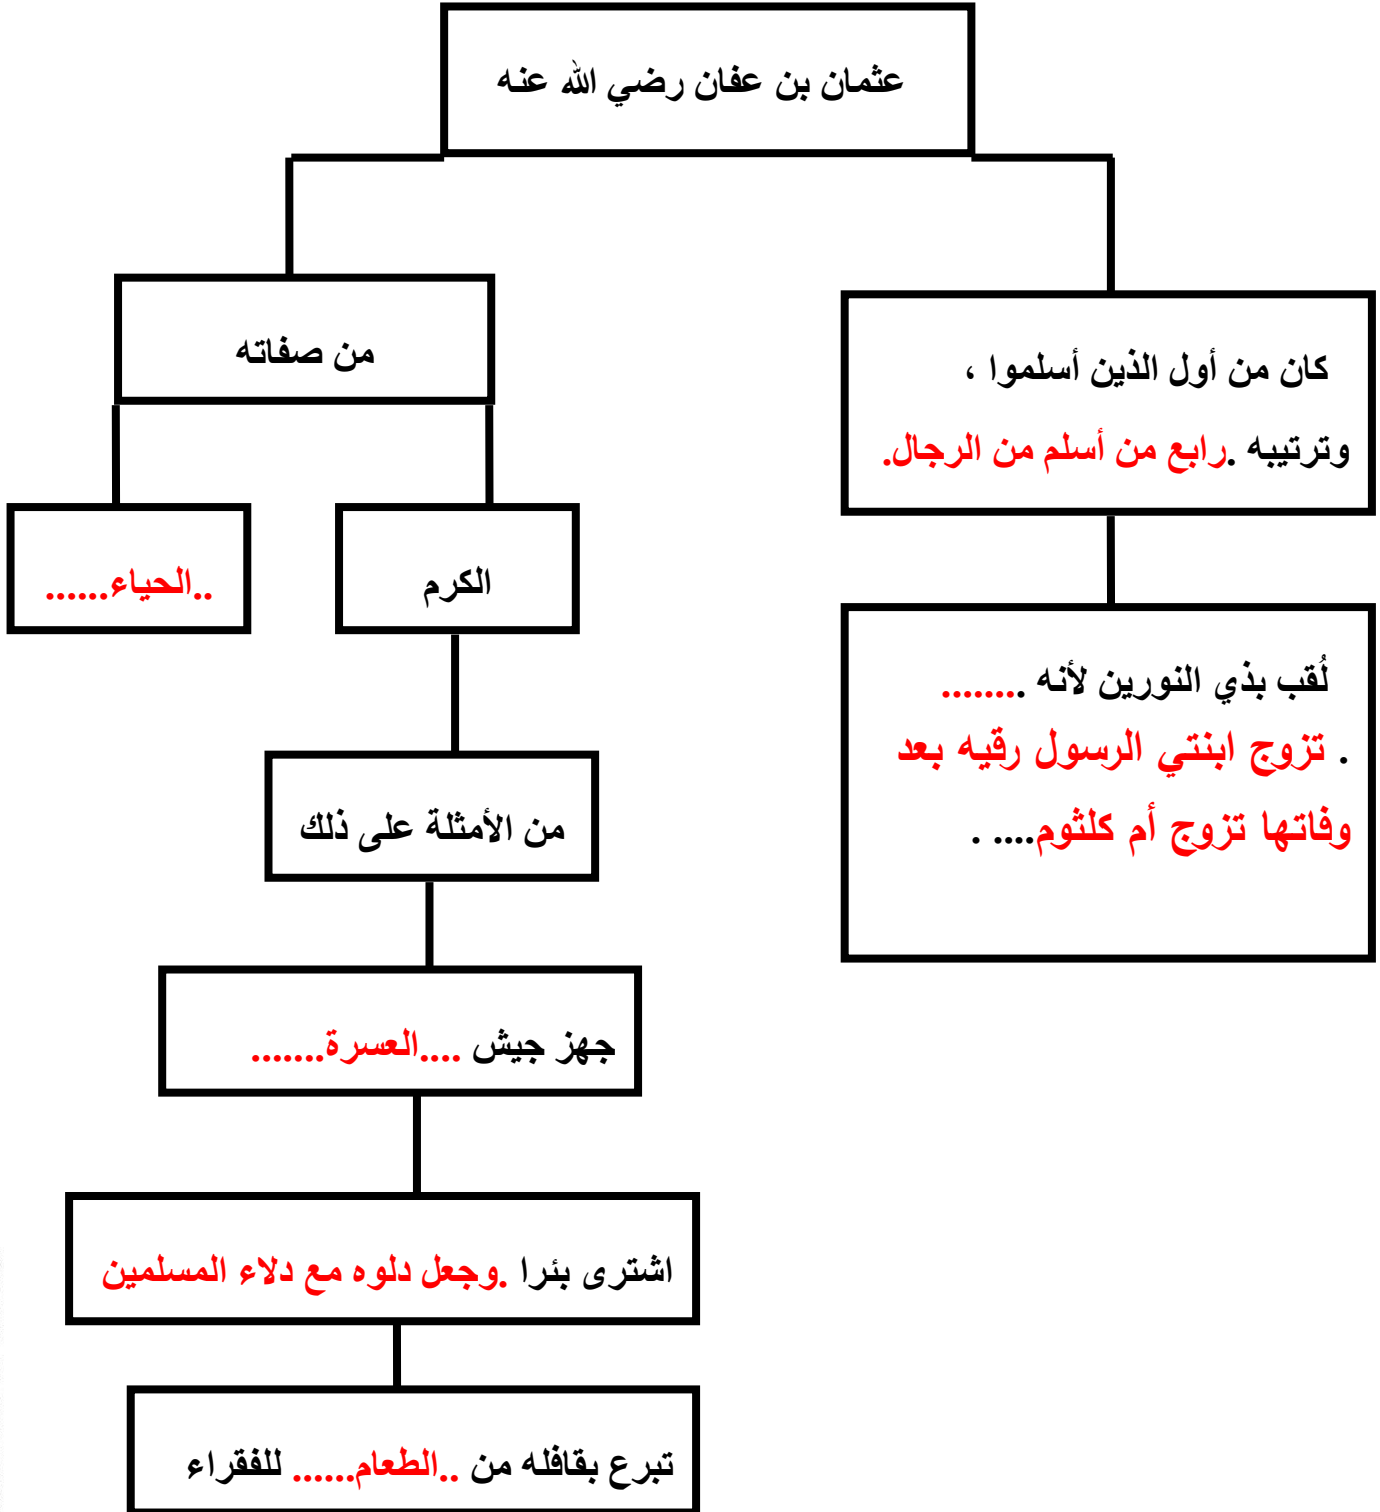 عثمان بن عفان رضي الله عنه
كان من أول الذين أسلموا ،
وترتيبه .رابع من أسلم من الرجال.
لُقب بذي النورين لأنه ........
. تزوج ابنتي الرسول رقيه بعد
وفاتها تزوج أم كلثوم.... .
من صفاته
الكرم
..الحياء......
من الأمثلة على ذلك
جهز جيش ....العسرة.......
اشترى بئرا .وجعل دلوه مع دلاء المسلمين
تبرع بقافله من ..الطعام...... للفقراء